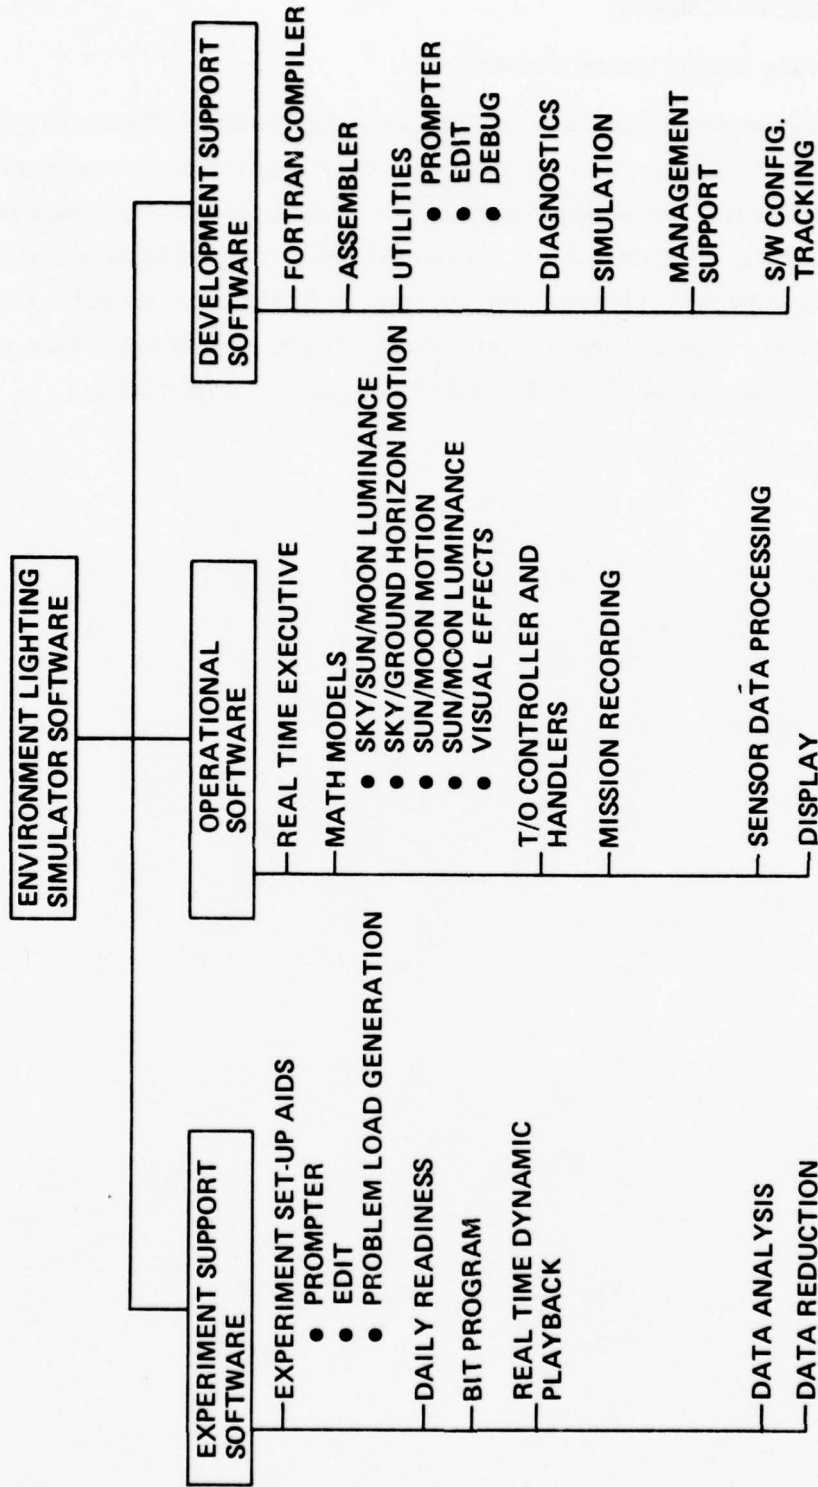 ENVIRONMENT LIGHTING
SIMULATOR SOFTWARE
EXPERIMENT SUPPORT
SOFTWARE
EXPERIMENT SET-UP AIDS
● PROMPTER
● EDIT
● PROBLEM LOAD GENERATION
DAILY READINESS
BIT PROGRAM
REAL TIME DYNAMIC
PLAYBACK
DATA ANALYSIS
DATA REDUCTION
OPERATIONAL
SOFTWARE
REAL TIME EXECUTIVE
MATH MODELS
● SKY/SUN/MOON LUMINANCE
● SKY/GROUND HORIZON MOTION
● SUN/MOON MOTION
● SUN/MOON LUMINANCE
● VISUAL EFFECTS
T/O CONTROLLER AND
HANDLERS
MISSION RECORDING
SENSOR DATA PROCESSING
DISPLAY
DEVELOPMENT SUPPORT
SOFTWARE
FORTRAN COMPILER
ASSEMBLER
UTILITIES
● PROMPTER
● EDIT
● DEBUG
DIAGNOSTICS
SIMULATION
MANAGEMENT
SUPPORT
S/W CONFIG.
TRACKING